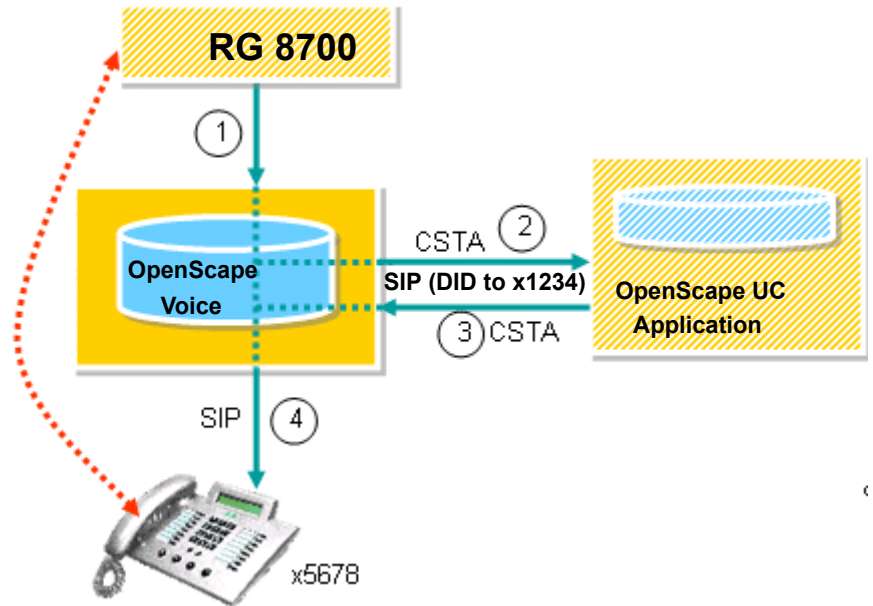 RG 8700
1
CSTA 2
SIP (DID to x1234)
3 CSTA
OpenScape
Voice
OpenScape UC
Application
SIP 4
x5678